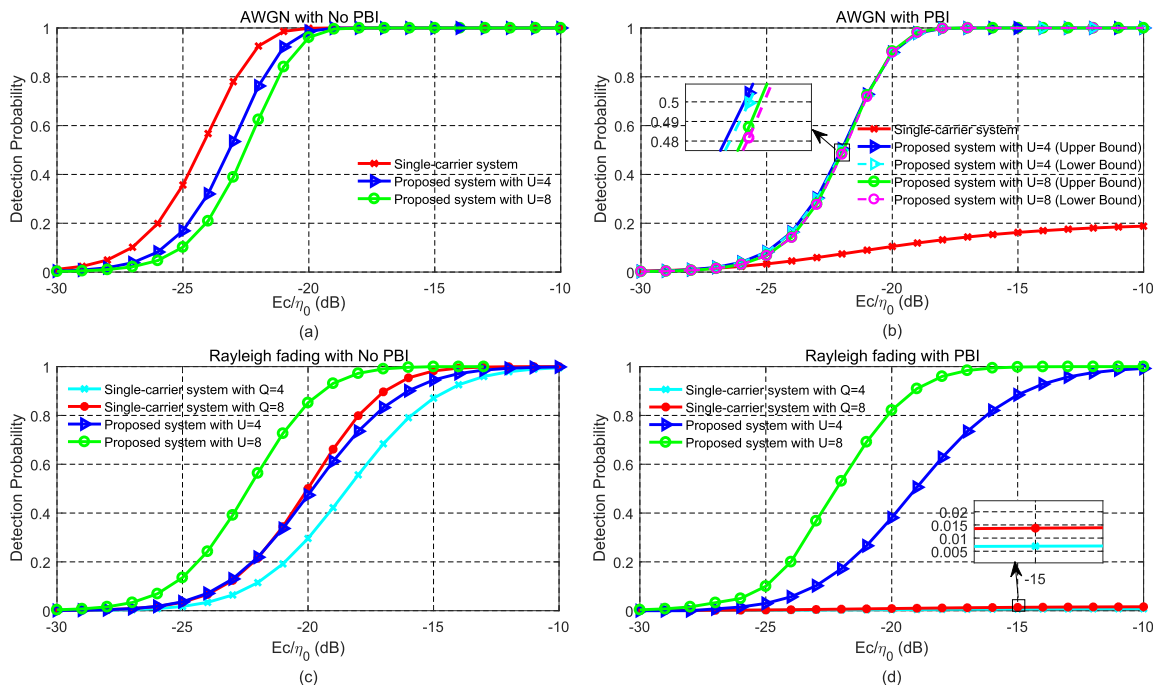 AWGN with No PBI
Detection Probability
1
0.8
0.6
0.4
0.2
0
Single-carrier system
Proposed system with U=4
Proposed system with U=8
-30
-25
-20
-15
-10
Ec/η0 (dB)
(a)
AWGN with PBI
Detection Probability
1
0.8
0.6
0.4
0.2
0
0.5
0.49
0.48
Single-carrier system
Proposed system with U=4 (Upper Bound)
Proposed system with U=4 (Lower Bound)
Proposed system with U=8 (Upper Bound)
Proposed system with U=8 (Lower Bound)
-30
-25
-20
-15
-10
Ec/η0 (dB)
(b)
Rayleigh fading with No PBI
Detection Probability
1
0.8
0.6
0.4
0.2
0
Single-carrier system with Q=4
Single-carrier system with Q=8
Proposed system with U=4
Proposed system with U=8
-30
-25
-20
-15
-10
Ec/η0 (dB)
(c)
Rayleigh fading with PBI
Detection Probability
1
0.8
0.6
0.4
0.2
0
Single-carrier system with Q=4
Single-carrier system with Q=8
Proposed system with U=4
Proposed system with U=8
0.02
0.015
0.01
0.005
-15
-30
-25
-20
-15
-10
Ec/η0 (dB)
(d)